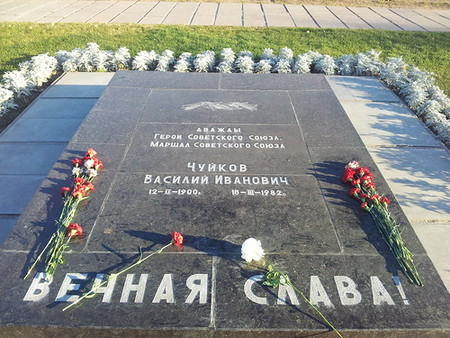 ДВАЖДЫ
ГЕРОЙ СОВЕТСКОГО СОЮЗА,
МАРШАЛ СОВЕТСКОГО СОЮЗА
ЧУЙКОВ
ВАСИЛИЙ ИВАНОВИЧ
12-II-1900. 18-III-1982.
ВЕЧНАЯ СЛАВА!